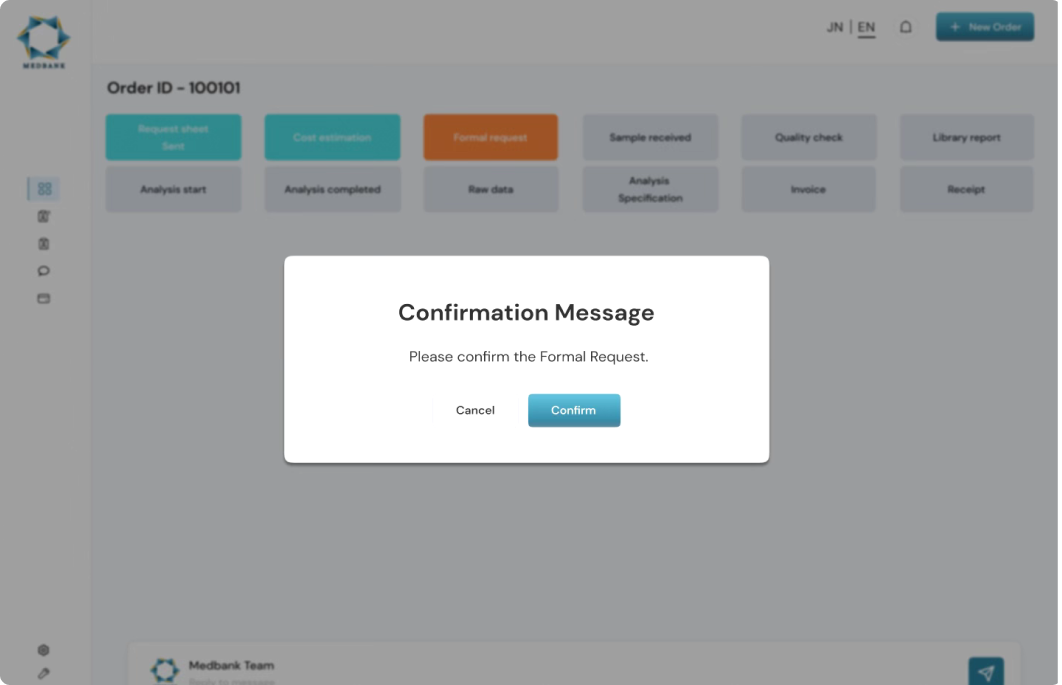 JN | EN
+ New Order
MEDBANK
Order ID - 100101
Request sheet
Sent
Cost estimation
Formal request
Sample received
Quality check
Library report
Analysis start
Analysis completed
Raw data
Analysis
Specification
Invoice
Receipt
Confirmation Message
Please confirm the Formal Request.
Cancel
Confirm
Medbank Team
Reply to message